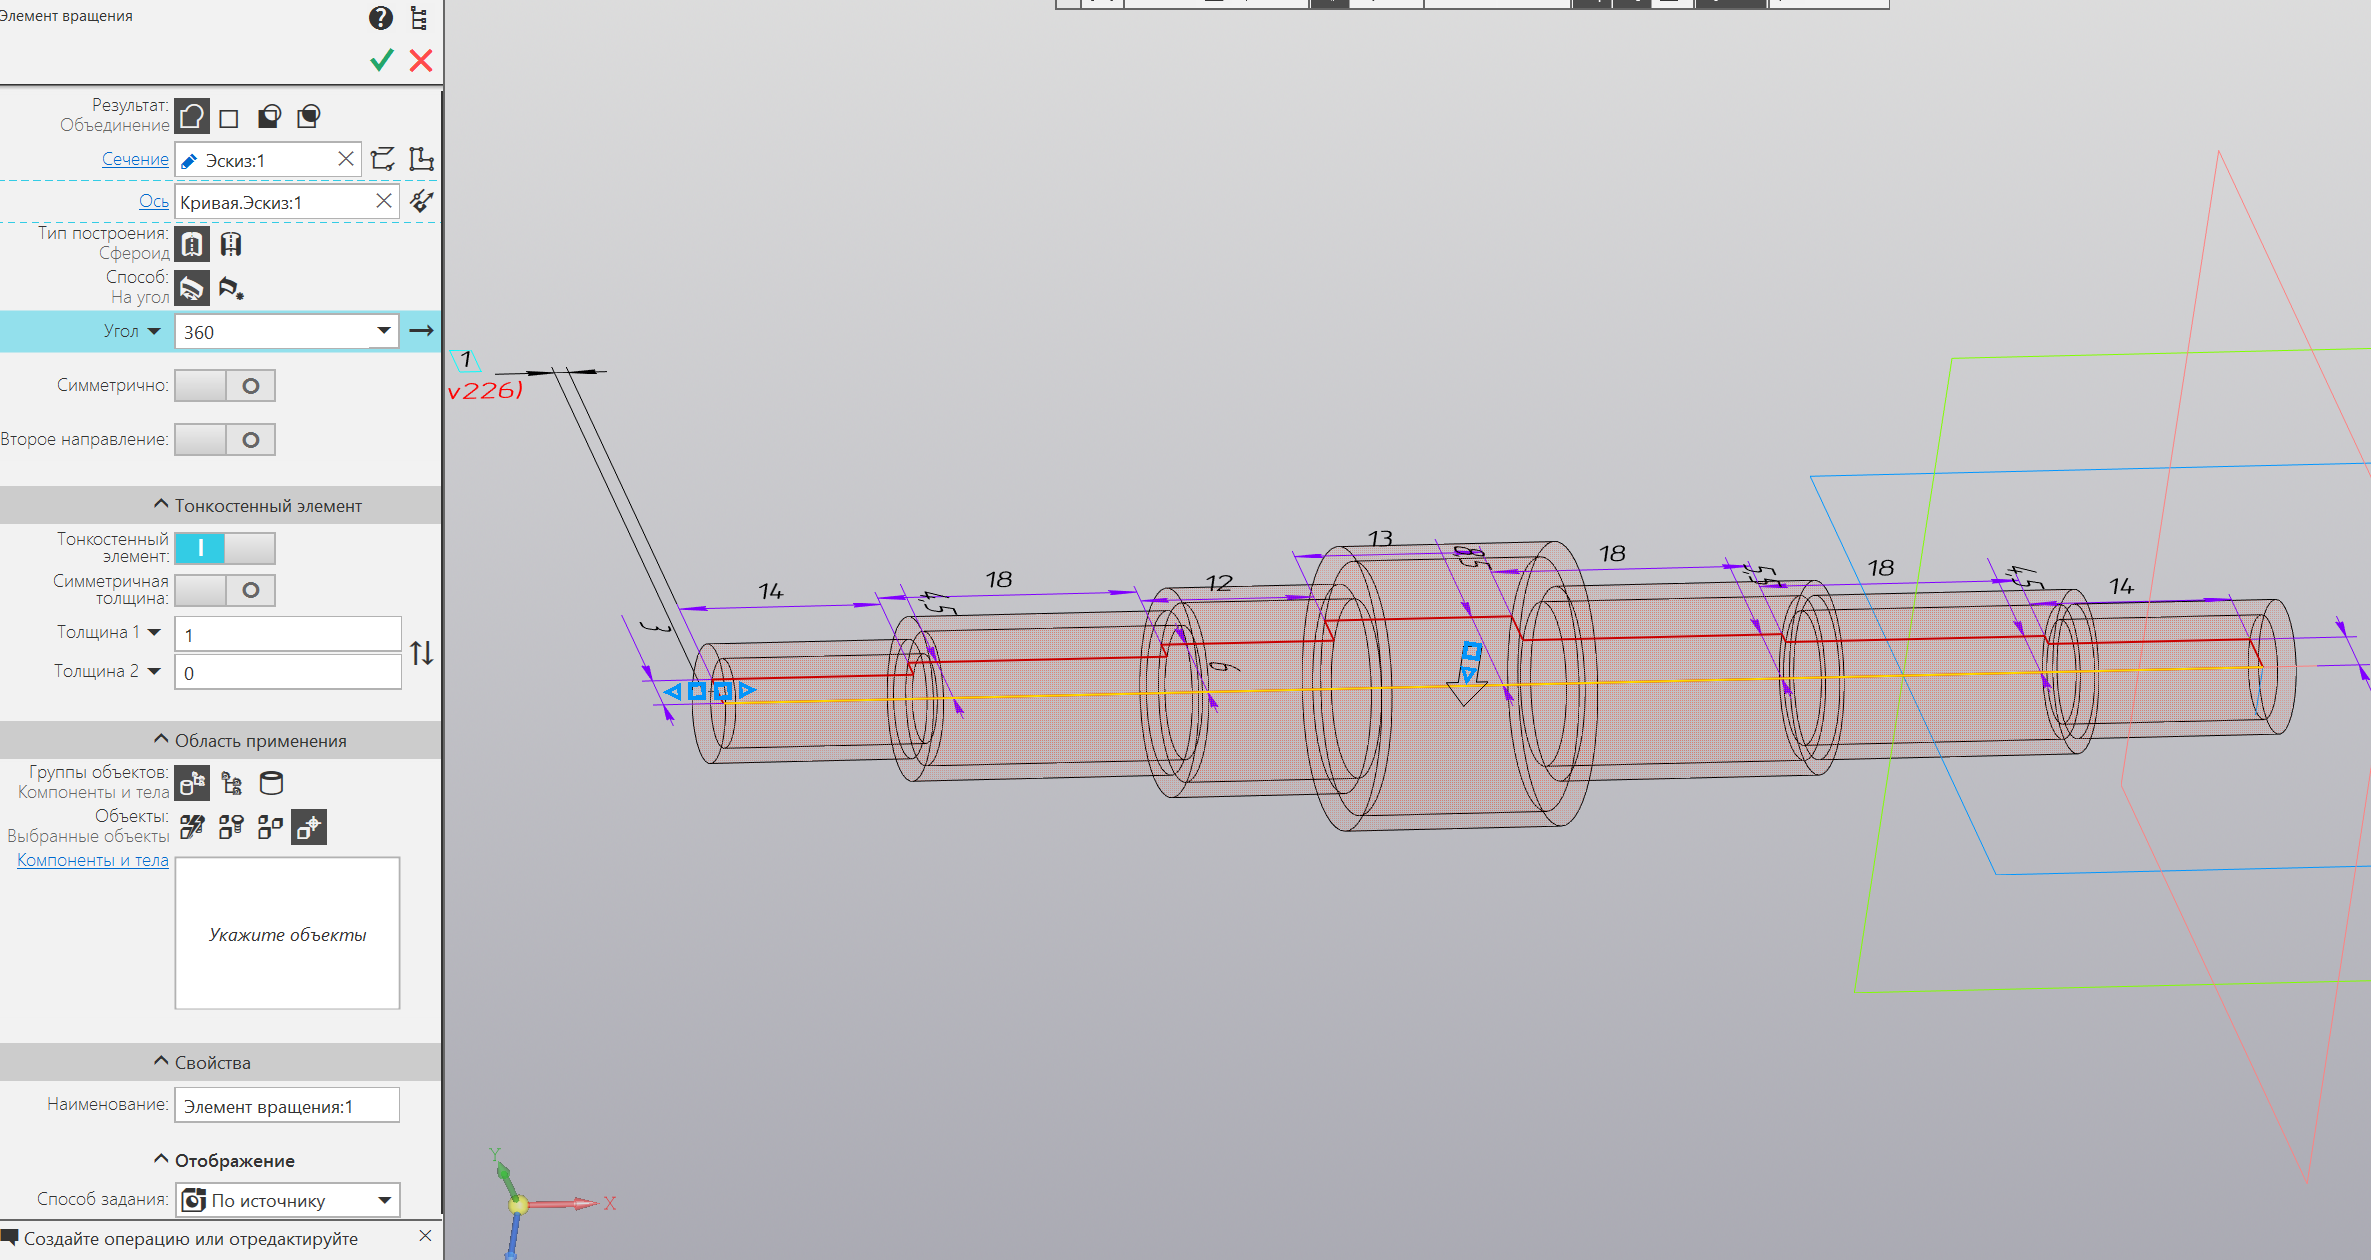 Элемент вращения
Результат:
Объединение
Сечение
Эскиз:1
Ось
Кривая.Эскиз:1
Тип построения:
Сфероид
Способ:
На угол
Угол
360
Симметрично:
Второе направление:
Тонкостенный элемент
Тонкостенный
элемент:
Симметричная
толщина:
Толщина 1
1
Толщина 2
0
Область применения
Группы объектов:
Компоненты и тела
Объекты:
Выбранные объекты
Компоненты и тела
Укажите объекты
Свойства
Наименование:
Элемент вращения:1
Отображение
Способ задания:
По источнику
Создайте операцию или отредактируйте
1
v226)
3
14
4,5
18
12
6
13
8,5
18
5,5
18
4,5
14
Y
X